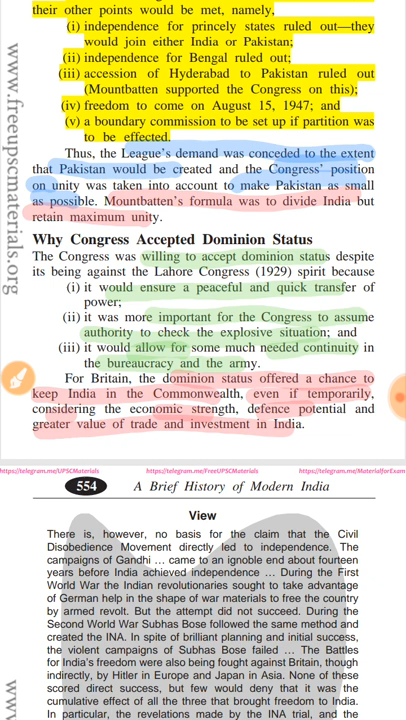 their other points would be met, namely,
(i) independence for princely states ruled out—they
would join either India or Pakistan;
(ii) independence for Bengal ruled out;
(iii) accession of Hyderabad to Pakistan ruled out
(Mountbatten supported the Congress on this);
(iv) freedom to come on August 15, 1947; and
(v) a boundary commission to be set up if partition was
to be effected.
Thus, the League's demand was conceded to the extent
that Pakistan would be created and the Congress' position
on unity was taken into account to make Pakistan as small
as possible. Mountbatten's formula was to divide India but
retain maximum unity.
Why Congress Accepted Dominion Status
The Congress was willing to accept dominion status despite
its being against the Lahore Congress (1929) spirit because
(i) it would ensure a peaceful and quick transfer of
power;
(ii) it was more important for the Congress to assume
authority to check the explosive situation; and
(iii) it would allow for some much needed continuity in
the bureaucracy and the army.
For Britain, the dominion status offered a chance to
keep India in the Commonwealth, even if temporarily,
considering the economic strength, defence potential and
greater value of trade and investment in India.
www.freeupscmaterials.org
https://telegram.me/UPSCMaterials https://telegram.me/FreeUPSCMaterials https://telegram.me/MaterialforExam
554 A Brief History of Modern India
View
There is, however, no basis for the claim that the Civil
Disobedience Movement directly led to independence. The
campaigns of Gandhi … came to an ignoble end about fourteen
years before India achieved independence … During the First
World War the Indian revolutionaries sought to take advantage
of German help in the shape of war materials to free the country
by armed revolt. But the attempt did not succeed. During the
Second World War Subhas Bose followed the same method and
created the INA. In spite of brilliant planning and initial success,
the violent campaigns of Subhas Bose failed … The Battles
for India's freedom were also being fought against Britain, though
indirectly, by Hitler in Europe and Japan in Asia. None of these
scored direct success, but few would deny that it was the
cumulative effect of all the three that brought freedom to India.
In particular, the revelations made by the INA trial, and the
ww